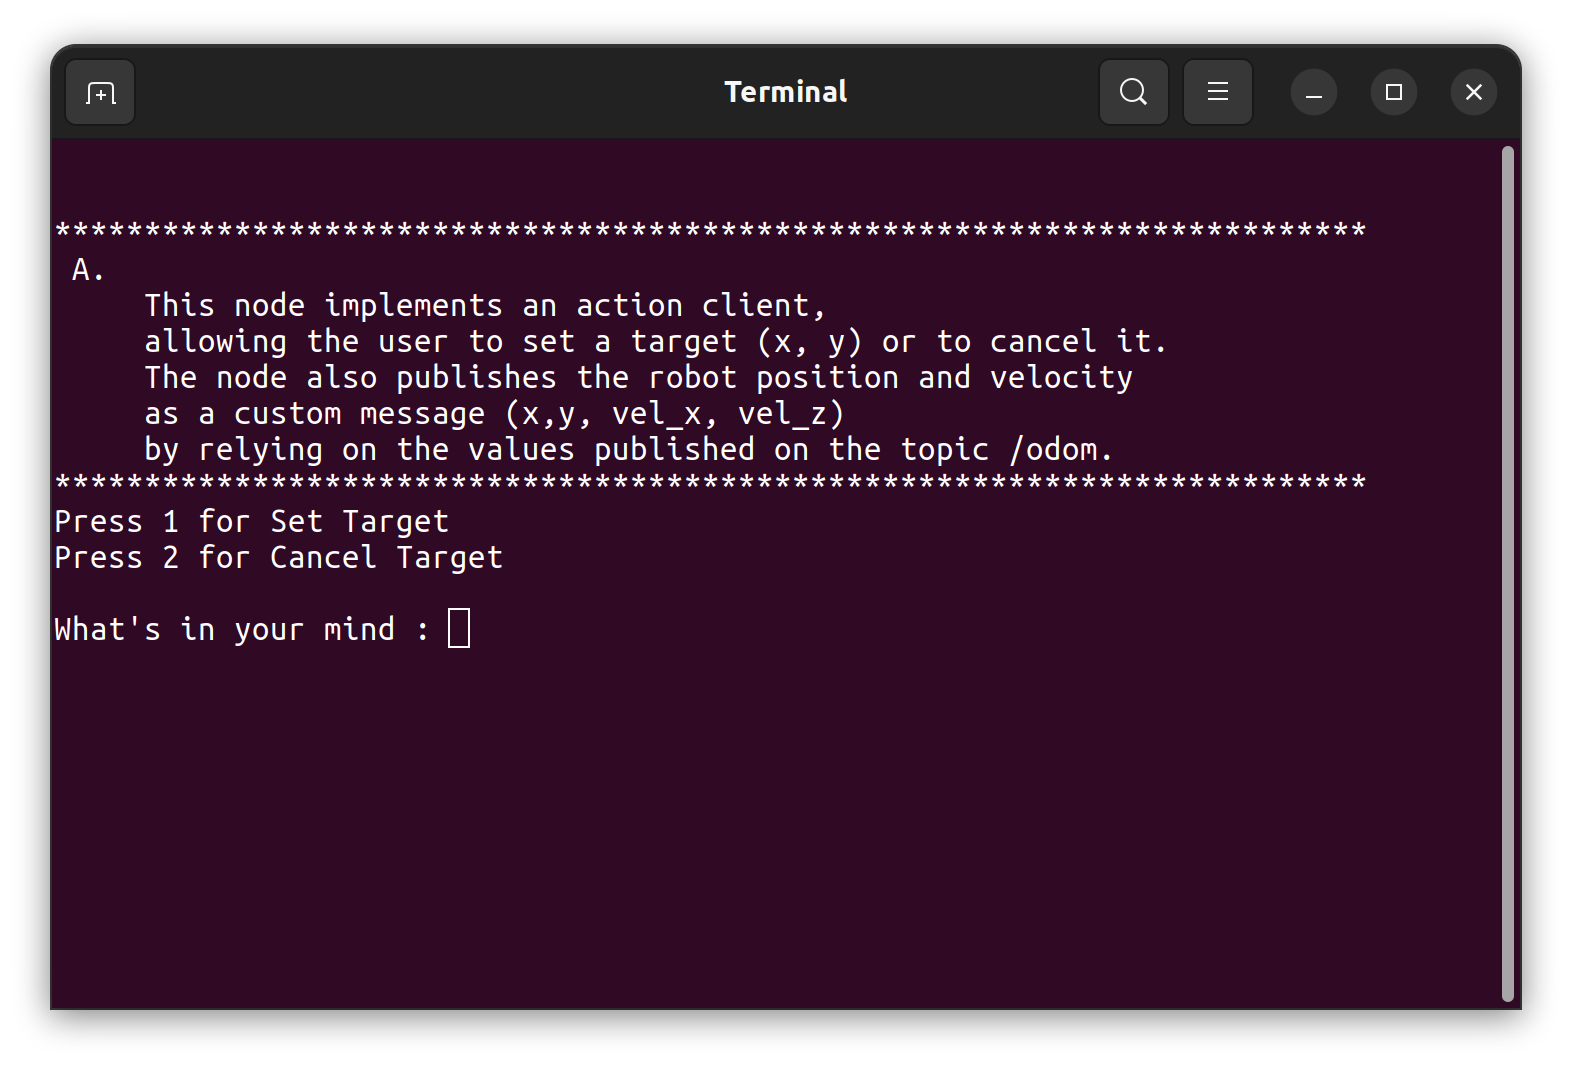 Terminal
*************************************************************************
A.
This node implements an action client,
allowing the user to set a target (x, y) or to cancel it.
The node also publishes the robot position and velocity
as a custom message (x,y, vel_x, vel_z)
by relying on the values published on the topic /odom.
*************************************************************************
Press 1 for Set Target
Press 2 for Cancel Target
What's in your mind :